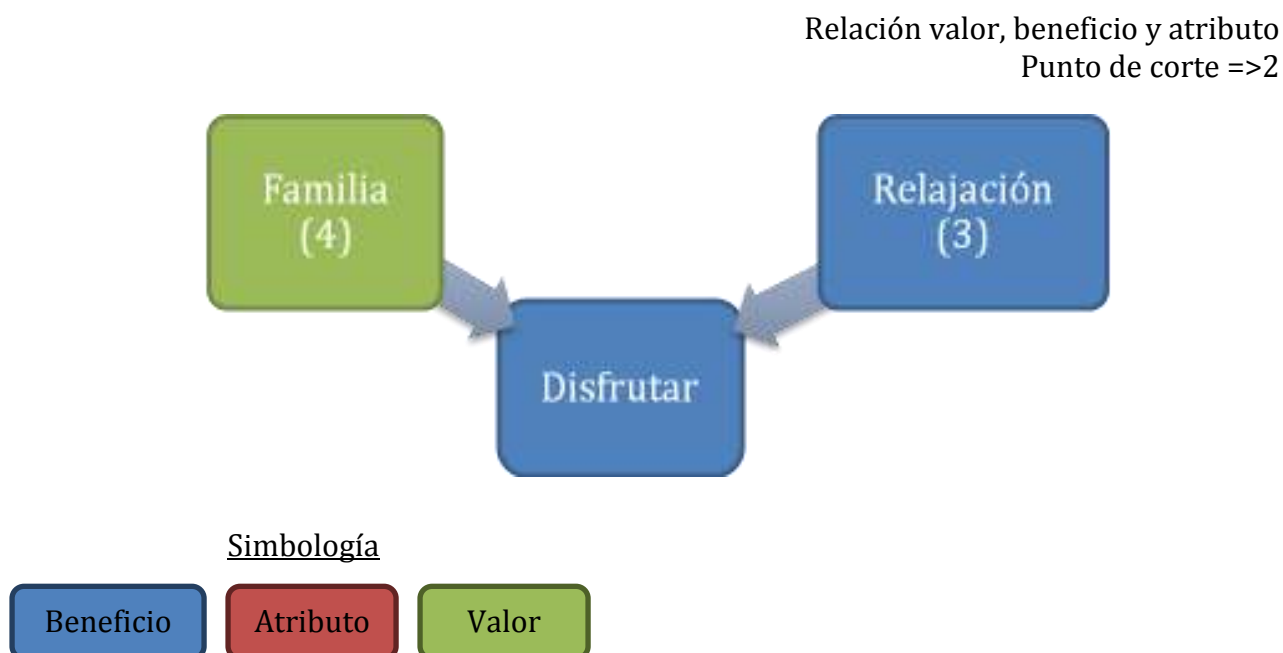 Relación valor, beneficio y atributo
Punto de corte =>2
Familia
(4)
Relajación
(3)
Disfrutar
Simbología
Beneficio
Atributo
Valor